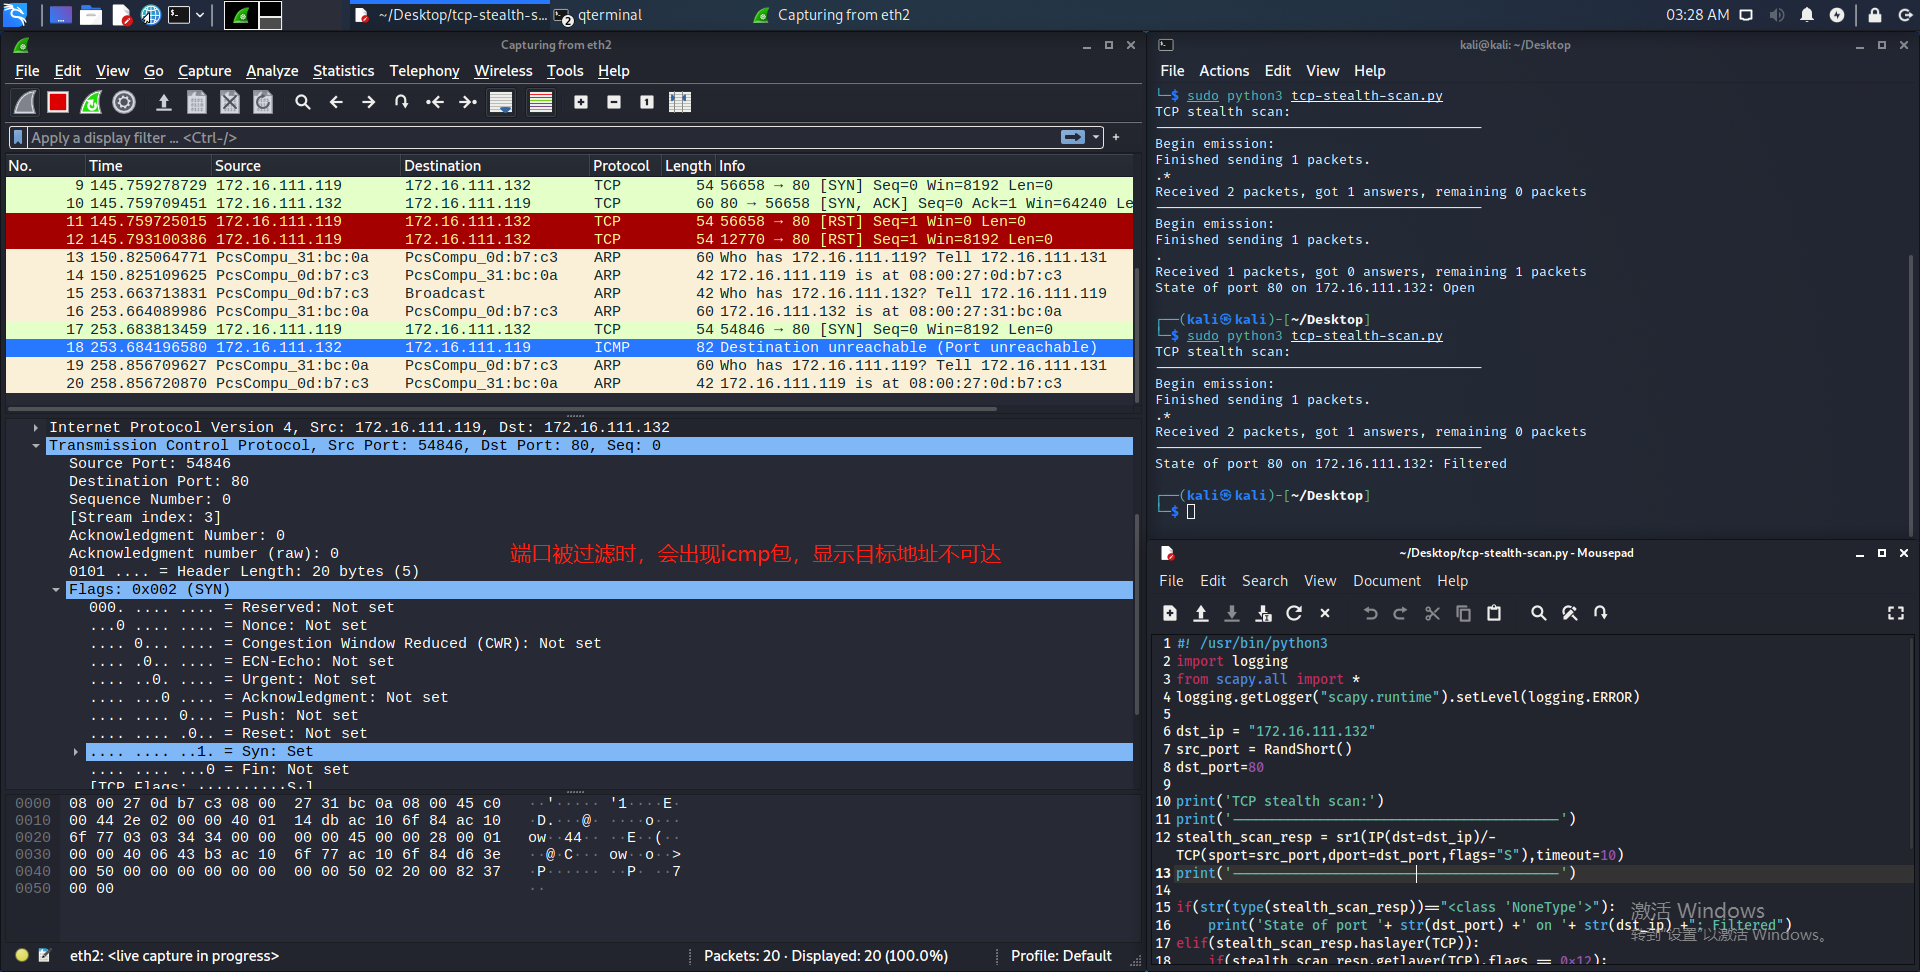 ~/Desktop/tcp-stealth-s...
2 qterminal
Capturing from eth2
03:28 AM
Capturing from eth2
File Edit View Go Capture Analyze Statistics Telephony Wireless Tools Help
Apply a display filter ... <Ctrl-/>
No. Time Source Destination Protocol Length Info
9 145.759278729 172.16.111.119 172.16.111.132 TCP 54 56658 → 80 [SYN] Seq=0 Win=8192 Len=0
10 145.759709451 172.16.111.132 172.16.111.119 TCP 60 80 → 56658 [SYN, ACK] Seq=0 Ack=1 Win=64240 Le
11 145.759725015 172.16.111.119 172.16.111.132 TCP 54 56658 → 80 [RST] Seq=1 Win=0 Len=0
12 145.793100386 172.16.111.119 172.16.111.132 TCP 54 12770 → 80 [RST] Seq=1 Win=8192 Len=0
13 150.825064771 PcsCompu_31:bc:0a PcsCompu_0d:b7:c3 ARP 60 Who has 172.16.111.119? Tell 172.16.111.131
14 150.825109625 PcsCompu_0d:b7:c3 PcsCompu_31:bc:0a ARP 42 172.16.111.119 is at 08:00:27:0d:b7:c3
15 253.663713831 PcsCompu_0d:b7:c3 Broadcast ARP 42 Who has 172.16.111.132? Tell 172.16.111.119
16 253.664089986 PcsCompu_31:bc:0a PcsCompu_0d:b7:c3 ARP 60 172.16.111.132 is at 08:00:27:31:bc:0a
17 253.683813459 172.16.111.119 172.16.111.132 TCP 54 54846 → 80 [SYN] Seq=0 Win=8192 Len=0
18 253.684196580 172.16.111.132 172.16.111.119 ICMP 82 Destination unreachable (Port unreachable)
19 258.856709627 PcsCompu_31:bc:0a PcsCompu_0d:b7:c3 ARP 60 Who has 172.16.111.119? Tell 172.16.111.131
20 258.856720870 PcsCompu_0d:b7:c3 PcsCompu_31:bc:0a ARP 42 172.16.111.119 is at 08:00:27:0d:b7:c3
Internet Protocol Version 4, Src: 172.16.111.119, Dst: 172.16.111.132
Transmission Control Protocol, Src Port: 54846, Dst Port: 80, Seq: 0
Source Port: 54846
Destination Port: 80
Sequence Number: 0
[Stream index: 3]
Acknowledgment Number: 0
Acknowledgment number (raw): 0
端口被过滤时，会出现icmp包，显示目标地址不可达
0101 .... = Header Length: 20 bytes (5)
Flags: 0x002 (SYN)
000. .... .... = Reserved: Not set
...0 .... .... = Nonce: Not set
.... 0... .... = Congestion Window Reduced (CWR): Not set
.... .0.. .... = ECN-Echo: Not set
.... ..0. .... = Urgent: Not set
.... ...0 .... = Acknowledgment: Not set
.... .... 0... = Push: Not set
.... .... .0.. = Reset: Not set
.... .... ..1. = Syn: Set
.... .... ...0 = Fin: Not set
[TCP Flags: ··········S·]
0000 08 00 27 0d b7 c3 08 00 27 31 bc 0a 08 00 45 c0 ··'····· '1····E·
0010 00 44 2e 02 00 00 40 01 14 db ac 10 6f 84 ac 10 ·D.···@· ····o···
0020 6f 77 03 03 34 34 00 00 00 00 45 00 00 28 00 01 ow··44·· ··E··(··
0030 00 00 40 06 43 b3 ac 10 6f 77 ac 10 6f 84 d6 3e ··@·C··· ow··o··>
0040 00 50 00 00 00 00 00 00 00 00 50 02 20 00 82 37 ·P······ ··P· ··7
0050 00 00 ··
eth2: <live capture in progress>
Packets: 20 · Displayed: 20 (100.0%)
Profile: Default
kali@kali: ~/Desktop
File Actions Edit View Help
└─$ sudo python3 tcp-stealth-scan.py
TCP stealth scan:
Begin emission:
Finished sending 1 packets.
.*
Received 2 packets, got 1 answers, remaining 0 packets
Begin emission:
Finished sending 1 packets.
.
Received 1 packets, got 0 answers, remaining 1 packets
State of port 80 on 172.16.111.132: Open
┌──(kali㉿kali)-[~/Desktop]
└─$ sudo python3 tcp-stealth-scan.py
TCP stealth scan:
Begin emission:
Finished sending 1 packets.
.*
Received 2 packets, got 1 answers, remaining 0 packets
State of port 80 on 172.16.111.132: Filtered
┌──(kali㉿kali)-[~/Desktop]
└─$
~/Desktop/tcp-stealth-scan.py - Mousepad
File Edit Search View Document Help
1 #! /usr/bin/python3
2 import logging
3 from scapy.all import *
4 logging.getLogger("scapy.runtime").setLevel(logging.ERROR)
5
6 dst_ip = "172.16.111.132"
7 src_port = RandShort()
8 dst_port=80
9
10 print('TCP stealth scan:')
11 print('————————————————————')
12 stealth_scan_resp = sr1(IP(dst=dst_ip)/-
TCP(sport=src_port,dport=dst_port,flags="S"),timeout=10)
13 print('————————————————————')
14
15 if(str(type(stealth_scan_resp))=="<class 'NoneType'>"):
16 print('State of port '+ str(dst_port) +' on '+ str(dst_ip) +": Filtered")
17 elif(stealth_scan_resp.haslayer(TCP)):
18 if(stealth_scan_resp.getlayer(TCP).flags == 0x12):
激活 Windows
转到"设置"以激活 Windows。